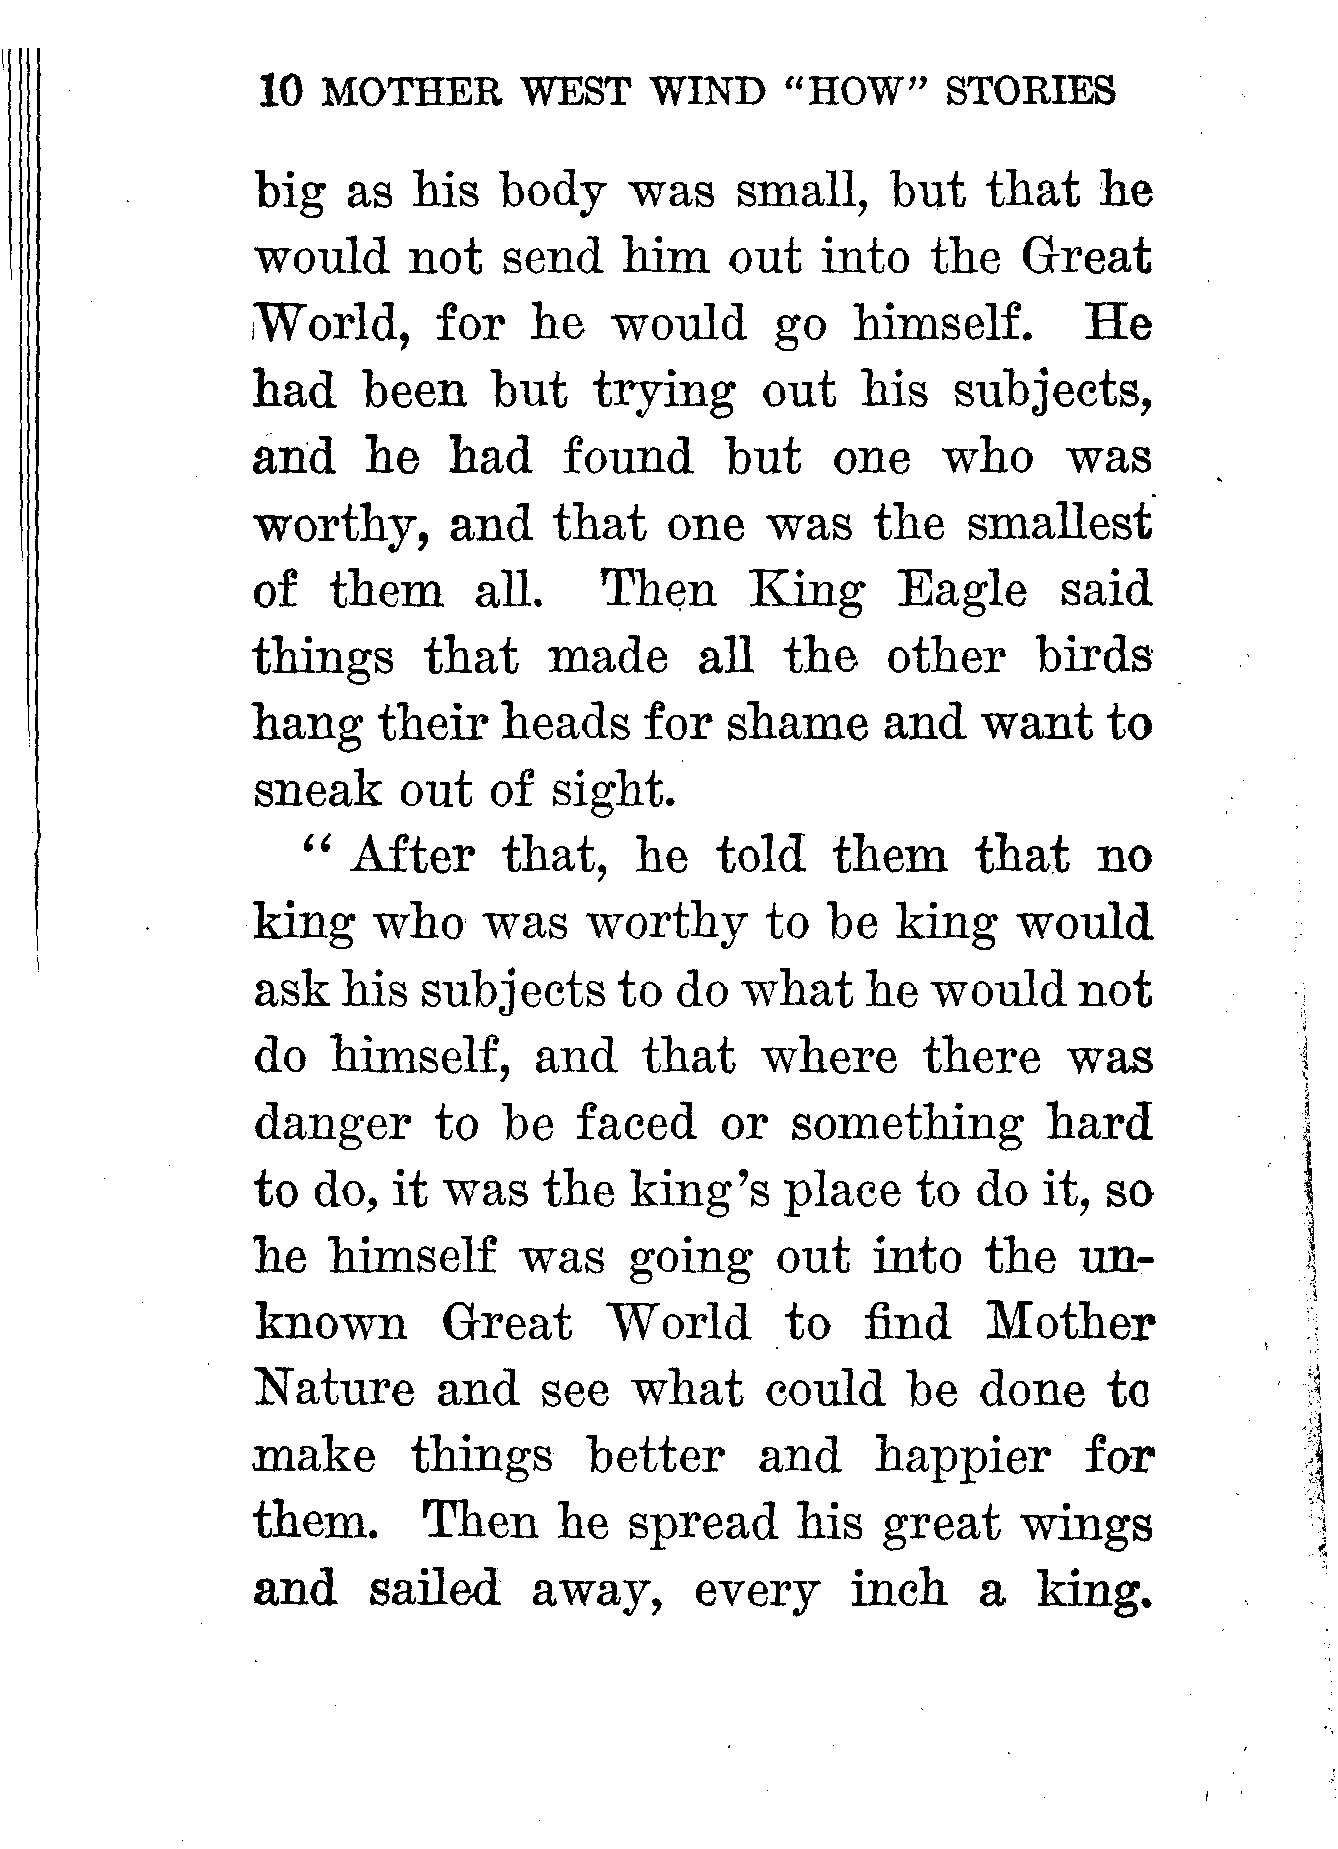 10 MOTHER WEST WIND "HOW" STORIES
big as his body was small, but that he
would not send him out into the Great
World, for he would go himself. He
had been but trying out his subjects,
and he had found but one who was
worthy, and that one was the smallest
of them all. Then King Eagle said
things that made all the other birds
hang their heads for shame and want to
sneak out of sight.
“ After that, he told them that no
king who was worthy to be king would
ask his subjects to do what he would not
do himself, and that where there was
danger to be faced or something hard
to do, it was the king's place to do it, so
he himself was going out into the un-
known Great World to find Mother
Nature and see what could be done to
make things better and happier for
them. Then he spread his great wings
and sailed away, every inch a king.